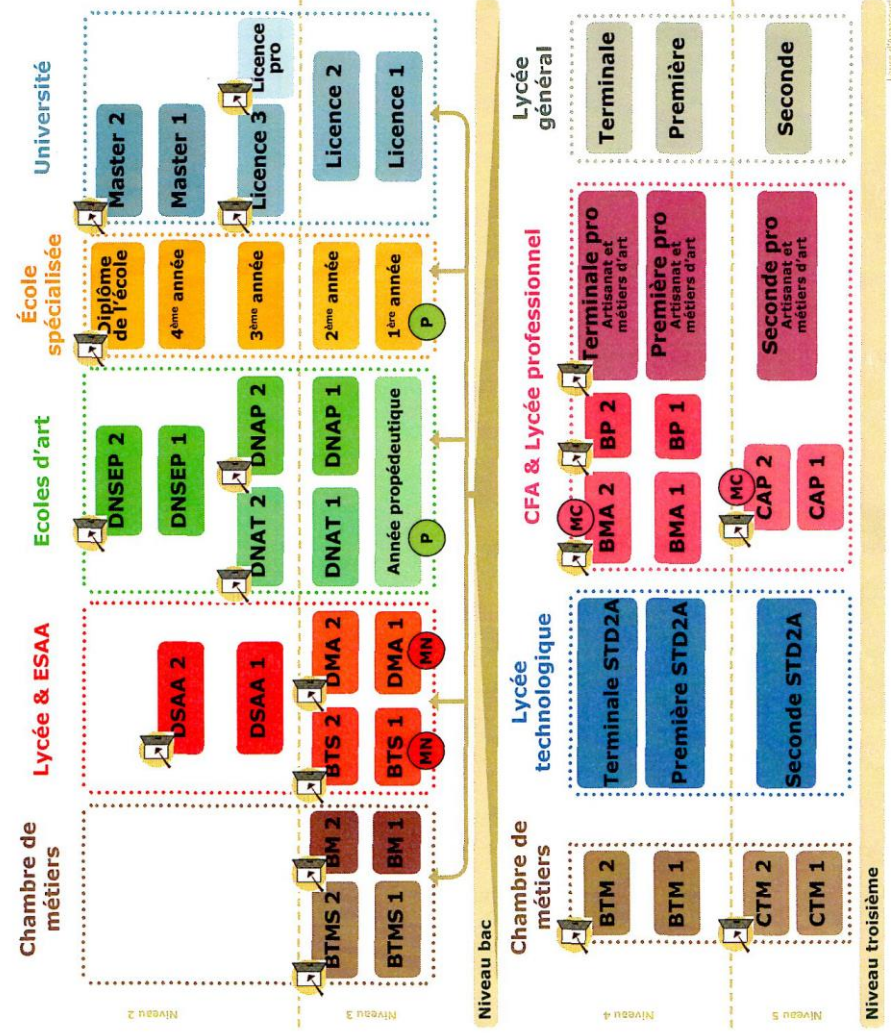 Chambre de
métiers
Lycée & ESAA
Ecoles d'art
École
spécialisée
Université
Niveau 2
DSAA 2
DSAA 1
DNSEP 2
DNSEP 1
DNAT 2
DNAP 2
Diplôme
de l'école
4ème année
3ème année
Master 2
Master 1
Licence 3
Licence
pro
Niveau 3
BTMS 2
BM 2
BTMS 1
BM 1
BTS 2
DMA 2
BTS 1
DMA 1
MN
MN
DNAT 1
DNAP 1
Année propédeutique
P
2ème année
1ère année
P
Licence 2
Licence 1
Niveau bac
Chambre de
métiers
Lycée
technologique
CFA & Lycée professionnel
Lycée
général
Niveau 4
BTM 2
BTM 1
Terminale STD2A
Première STD2A
MC
BMA 2
BP 2
BMA 1
BP 1
Terminale pro
Artisanat et
métiers d'art
Première pro
Artisanat et
métiers d'art
Terminale
Première
Niveau 5
CTM 2
CTM 1
Seconde STD2A
MC
CAP 2
CAP 1
Seconde pro
Artisanat et
métiers d'art
Seconde
Niveau troisième